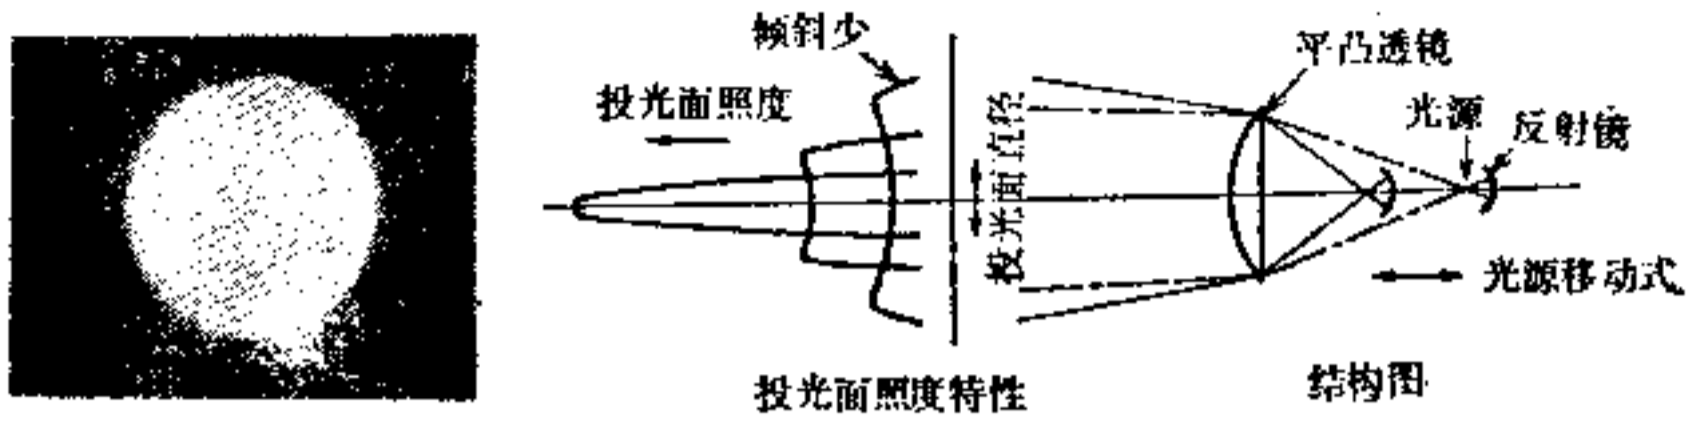 倾斜少
投光面照度
投光面直径
投光面照度特性
平凸透镜
光源
反射镜
光源移动式
结构图